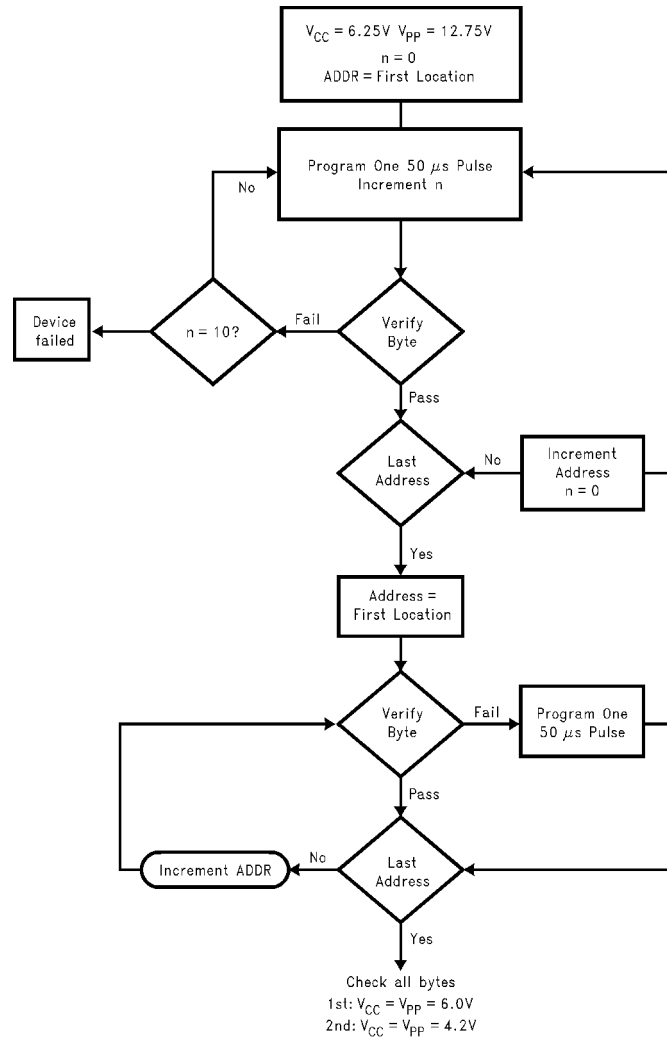 V_CC = 6.25V V_PP = 12.75V
n = 0
ADDR = First Location
Program One 50 μs Pulse
Increment n
No
Device
failed
n = 10?
Fail
Verify
Byte
Pass
Last
Address
No
Increment
Address
n = 0
Yes
Address =
First Location
Verify
Byte
Fail
Program One
50 μs Pulse
Pass
Increment ADDR
No
Last
Address
Yes
Check all bytes
1st: V_CC = V_PP = 6.0V
2nd: V_CC = V_PP = 4.2V